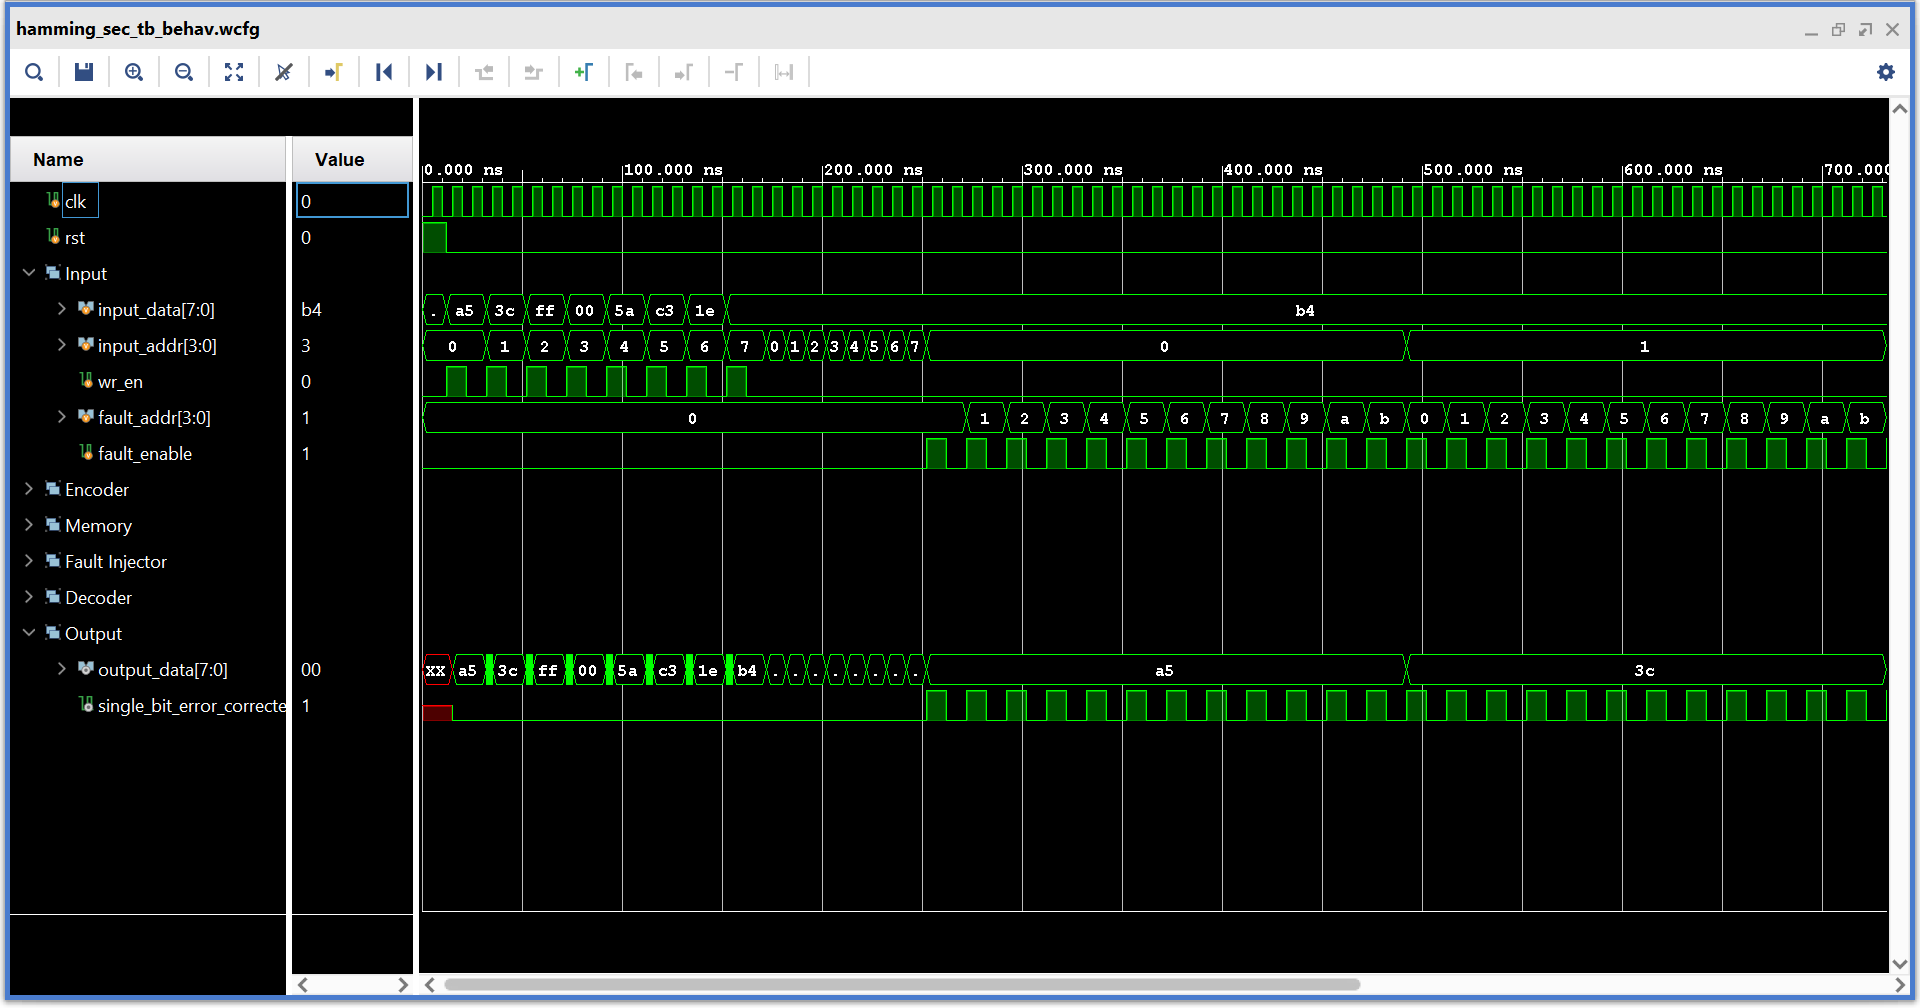 hamming_sec_tb_behav.wcfg
Name Value
0.000 ns 100.000 ns 200.000 ns 300.000 ns 400.000 ns 500.000 ns 600.000 ns 700.000
clk 0
rst 0
Input
input_data[7:0] b4 . a5 3c ff 00 5a c3 1e b4
input_addr[3:0] 3 0 1 2 3 4 5 6 7 0 1 2 3 4 5 6 7 0 1
wr_en 0
fault_addr[3:0] 1 0 1 2 3 4 5 6 7 8 9 a b 0 1 2 3 4 5 6 7 8 9 a b
fault_enable 1
Encoder
Memory
Fault Injector
Decoder
Output
output_data[7:0] 00 XX a5 3c ff 00 5a c3 1e b4 . . . . . . . . a5 3c
single_bit_error_correcte 1